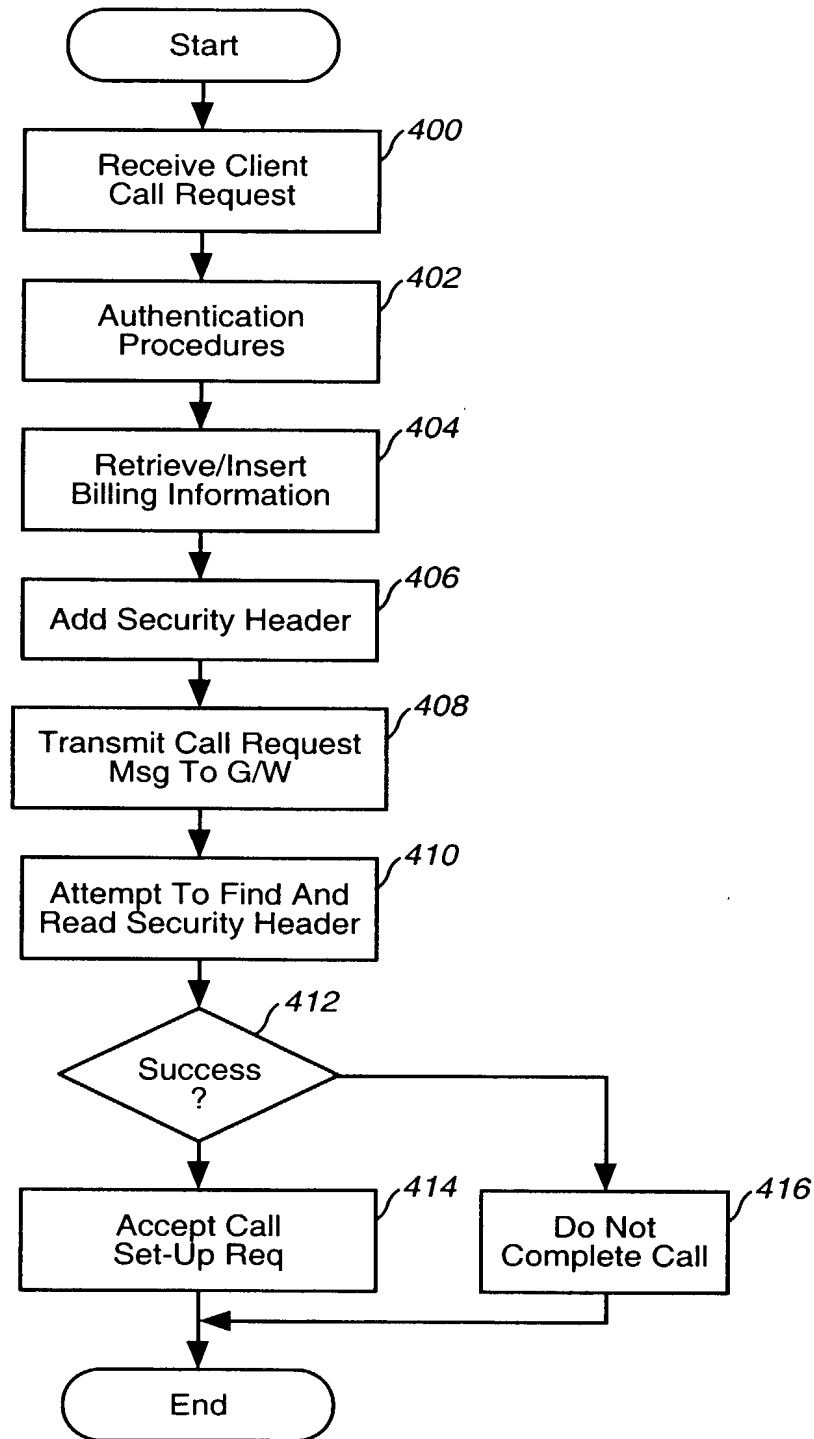 Start
400
Receive Client
Call Request
402
Authentication
Procedures
404
Retrieve/Insert
Billing Information
406
Add Security Header
408
Transmit Call Request
Msg To G/W
410
Attempt To Find And
Read Security Header
412
Success
?
414
Accept Call
Set-Up Req
416
Do Not
Complete Call
End